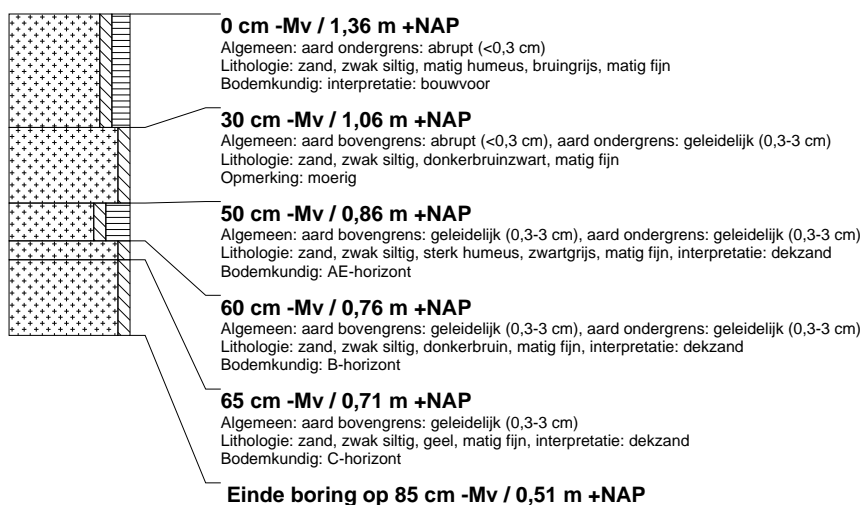 0 cm -Mv / 1,36 m +NAP
Algemeen: aard ondergrens: abrupt (<0,3 cm)
Lithologie: zand, zwak siltig, matig humeus, bruingrijs, matig fijn
Bodemkundig: interpretatie: bouwvoor
30 cm -Mv / 1,06 m +NAP
Algemeen: aard bovengrens: abrupt (<0,3 cm), aard ondergrens: geleidelijk (0,3-3 cm)
Lithologie: zand, zwak siltig, donkerbruinzwart, matig fijn
Opmerking: moerig
50 cm -Mv / 0,86 m +NAP
Algemeen: aard bovengrens: geleidelijk (0,3-3 cm), aard ondergrens: geleidelijk (0,3-3 cm)
Lithologie: zand, zwak siltig, sterk humeus, zwartgrijs, matig fijn, interpretatie: dekzand
Bodemkundig: AE-horizont
60 cm -Mv / 0,76 m +NAP
Algemeen: aard bovengrens: geleidelijk (0,3-3 cm), aard ondergrens: geleidelijk (0,3-3 cm)
Lithologie: zand, zwak siltig, donkerbruin, matig fijn, interpretatie: dekzand
Bodemkundig: B-horizont
65 cm -Mv / 0,71 m +NAP
Algemeen: aard bovengrens: geleidelijk (0,3-3 cm)
Lithologie: zand, zwak siltig, geel, matig fijn, interpretatie: dekzand
Bodemkundig: C-horizont
Einde boring op 85 cm -Mv / 0,51 m +NAP